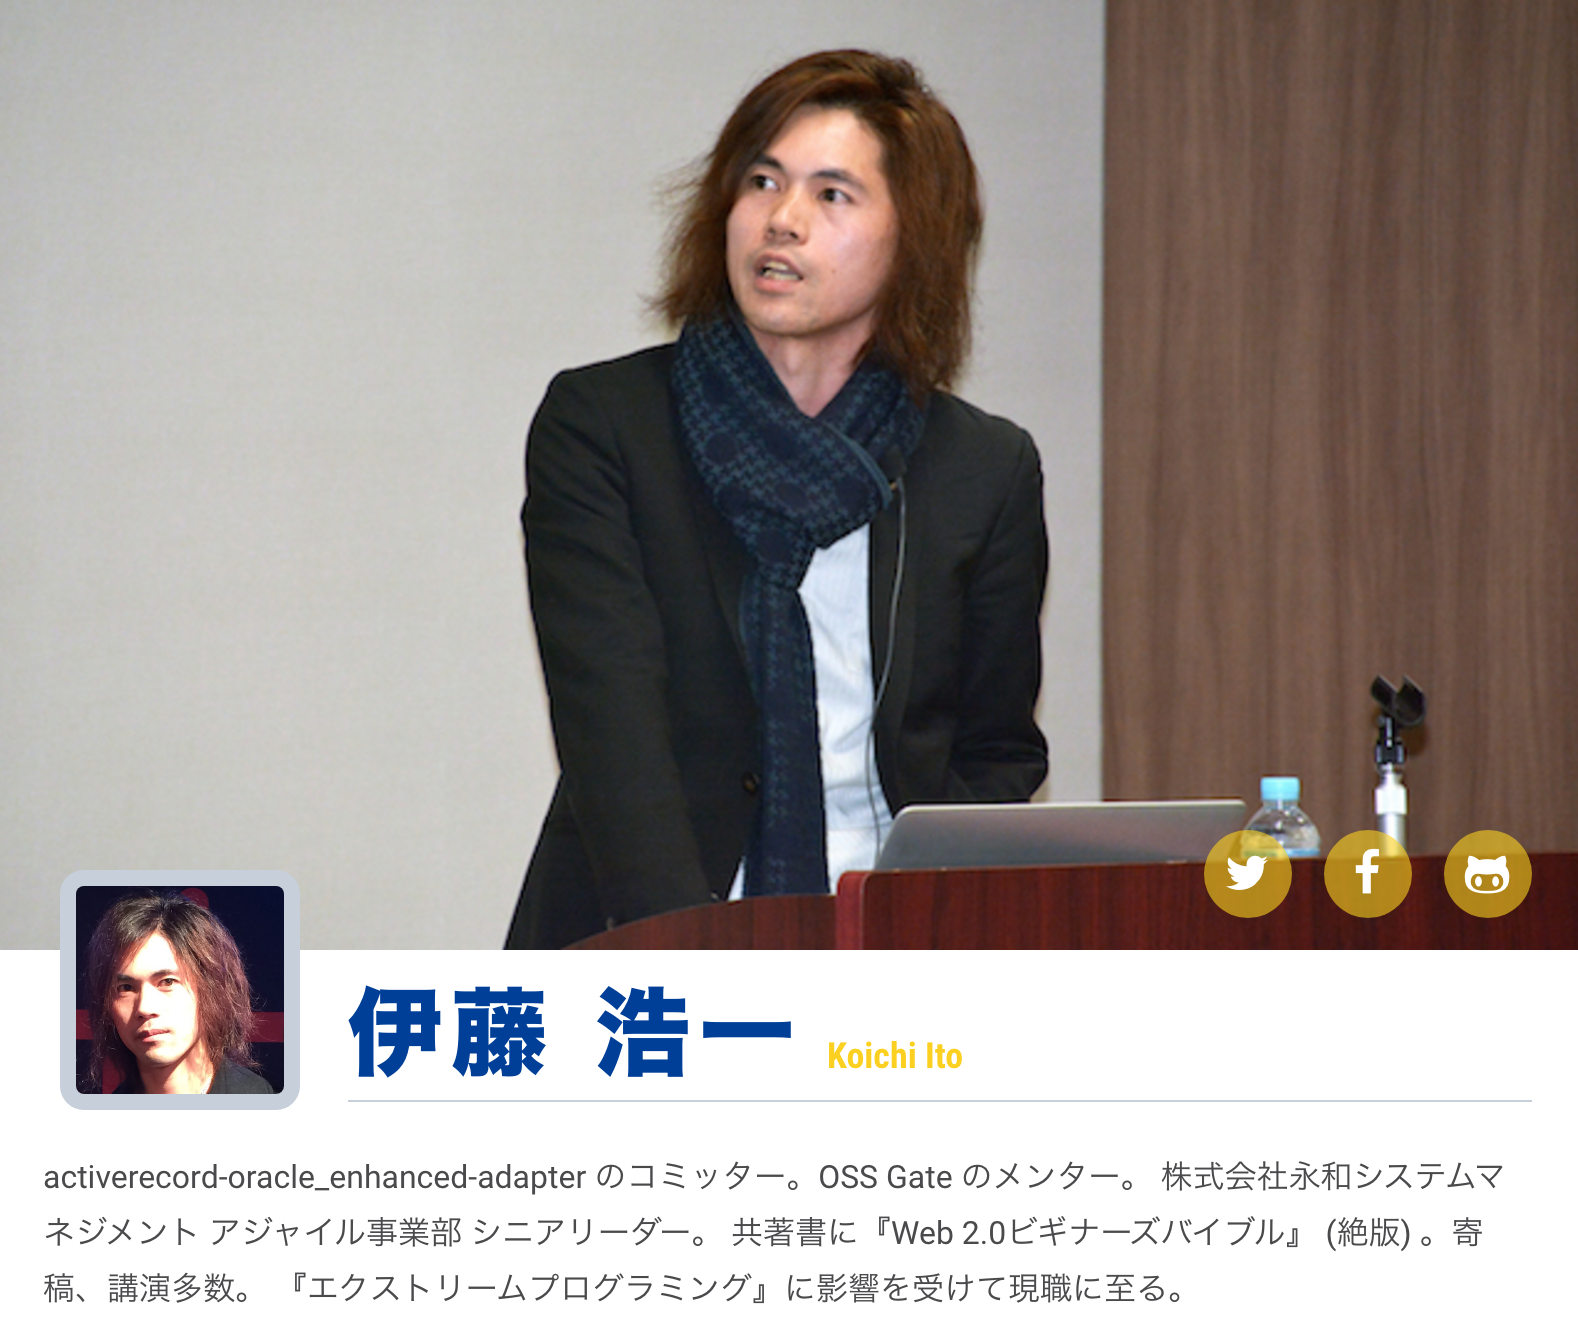 伊藤 浩一 Koichi Ito
activerecord-oracle_enhanced-adapter のコミッター。OSS Gate のメンター。 株式会社永和システムマ
ネジメント アジャイル事業部 シニアリーダー。 共著書に『Web 2.0ビギナーズバイブル』 (絶版) 。寄
稿、講演多数。 『エクストリームプログラミング』に影響を受けて現職に至る。